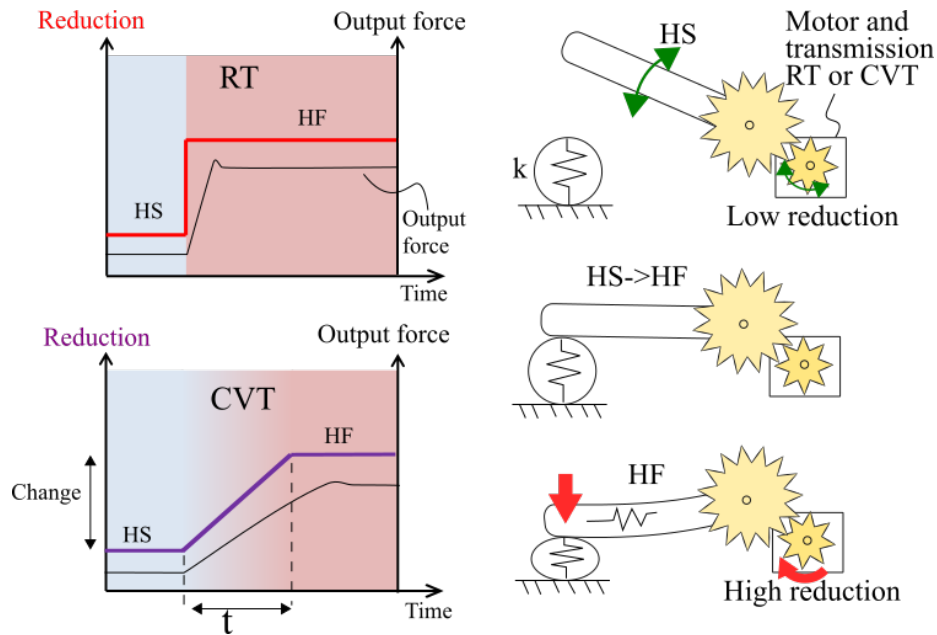 Reduction
Output force
RT
HF
HS
Output
force
Time
Reduction
Output force
CVT
HF
Change
HS
Time
t
HS
Motor and
transmission
RT or CVT
k
Low reduction
HS->HF
HF
High reduction